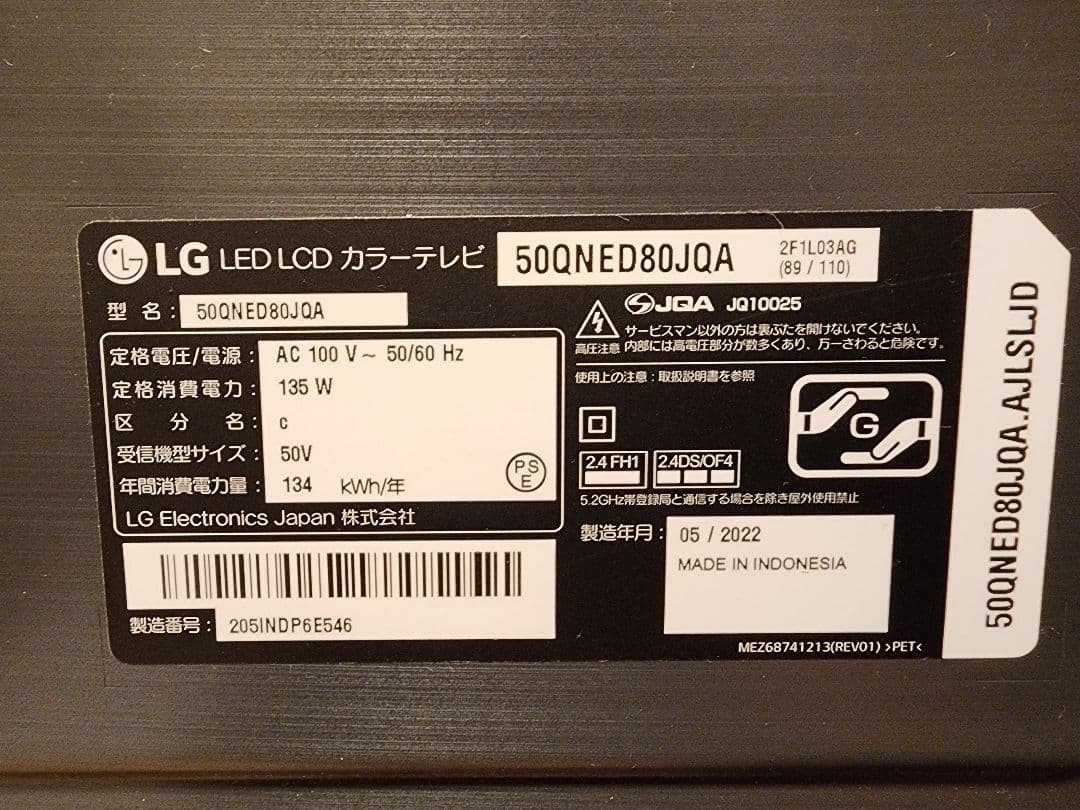 LG LED LCD カラーテレビ 50QNED80JQA 2F1L03AG
(89 / 110)
型 名: 50QNED80JQA
定格電圧/電源: AC 100 V～ 50/60 Hz
定格消費電力: 135 W
区 分 名: c
受信機型サイズ: 50V
年間消費電力量: 134 kWh/年
PS
E
LG Electronics Japan 株式会社
製造番号: 205INDP6E546
JQA JQ10025
サービスマン以外の方は裏ぶたを開けないでください。
高圧注意 内部には高電圧部分が数多くあり、万一さわると危険です。
使用上の注意:取扱説明書を参照
G
2.4 FH1 2.4DS/OF4
5.2GHz帯登録局と通信する場合を除き屋外使用禁止
製造年月: 05 / 2022
MADE IN INDONESIA
MEZ68741213(REV01) >PET<
50QNED80JQA.AJLSLJD